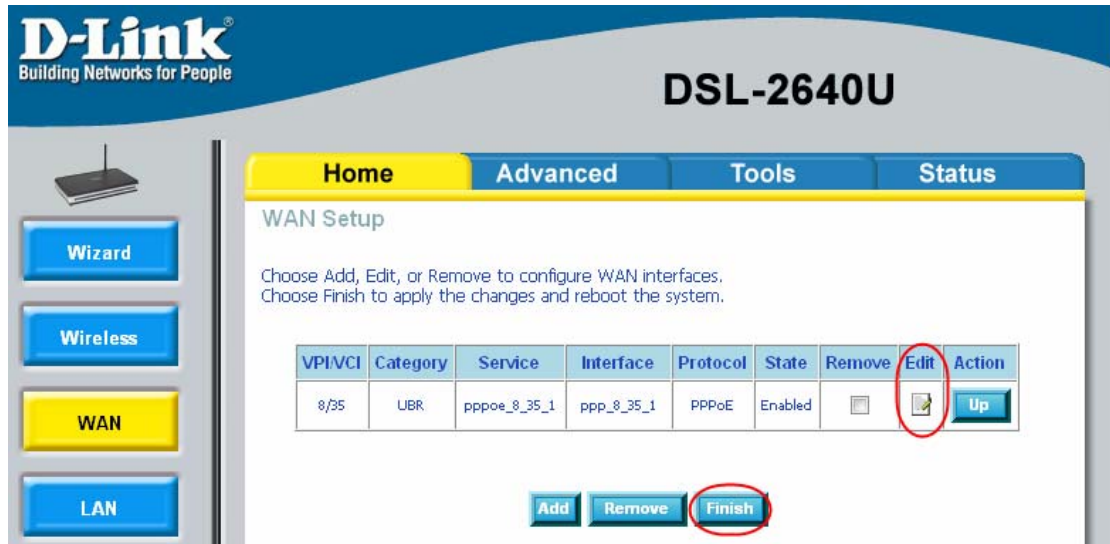 D-Link®
Building Networks for People
DSL-2640U
Home Advanced Tools Status
Wizard
Wireless
WAN
LAN
WAN Setup
Choose Add, Edit, or Remove to configure WAN interfaces.
Choose Finish to apply the changes and reboot the system.
VPI/VCI Category Service Interface Protocol State Remove Edit Action
8/35 UBR pppoe_8_35_1 ppp_8_35_1 PPPoE Enabled Up
Add Remove Finish